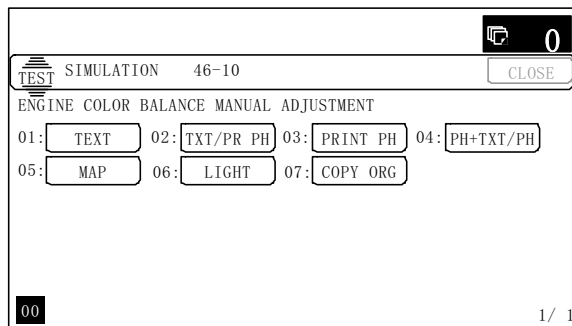 0
TEST SIMULATION 46-10 CLOSE
ENGINE COLOR BALANCE MANUAL ADJUSTMENT
01: TEXT 02: TXT/PR PH 03: PRINT PH 04: PH+TXT/PH
05: MAP 06: LIGHT 07: COPY ORG
00 1/ 1